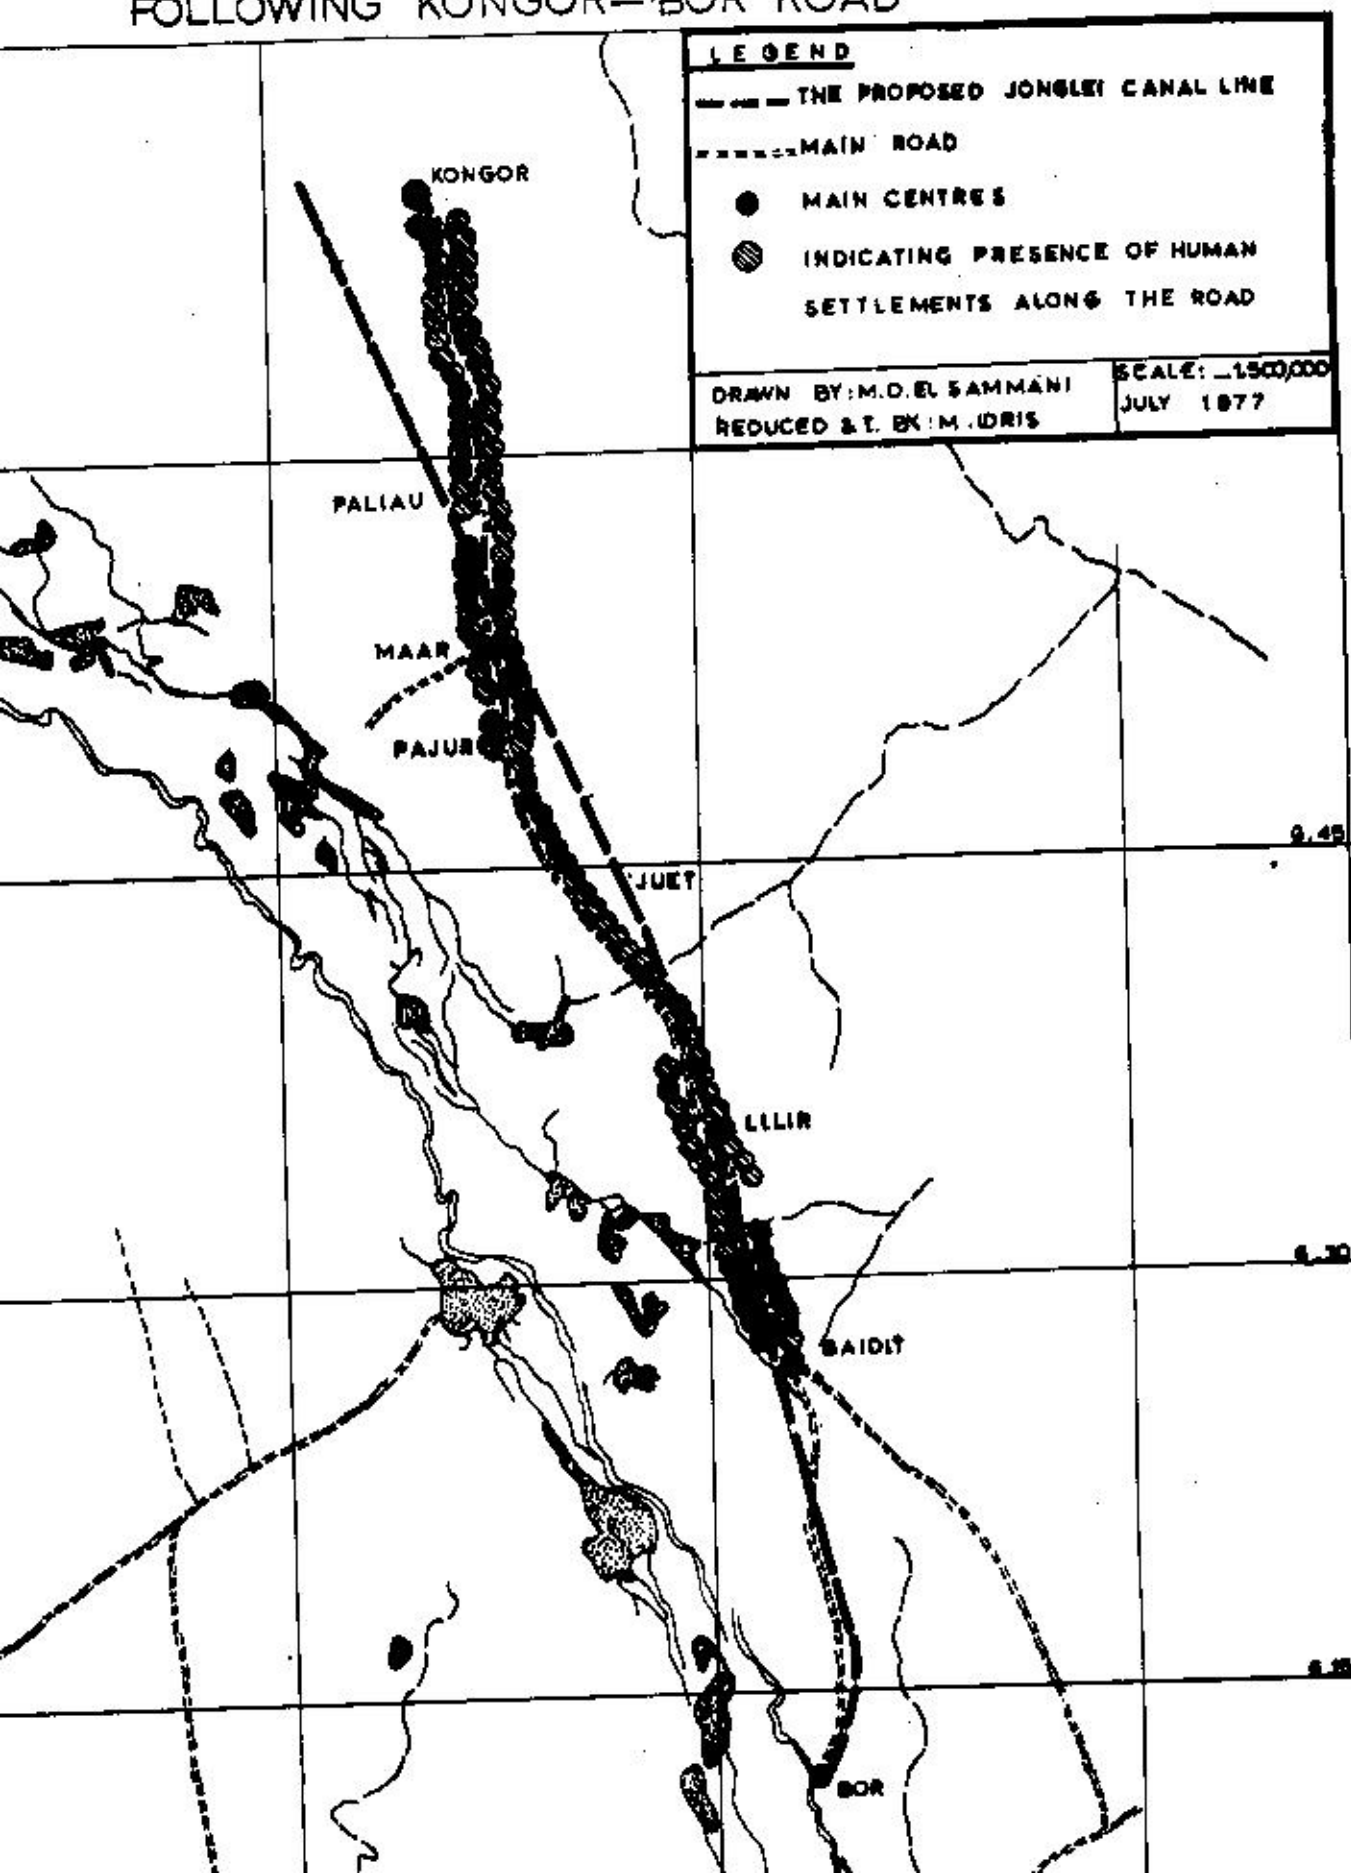 FOLLOWING KONGOR-BOR ROAD
LEGEND
THE PROPOSED JONGLEI CANAL LINE
MAIN ROAD
MAIN CENTRES
INDICATING PRESENCE OF HUMAN
SETTLEMENTS ALONG THE ROAD
DRAWN BY: M.O. EL SAMMANI
REDUCED & T. BY: M. IDRIS
SCALE: 1:500,000
JULY 1977
KONGOR
PALIAU
MAAR
PAJUR
6.45
JUET
LILIR
6.30
BAIDIT
6.15
BOR